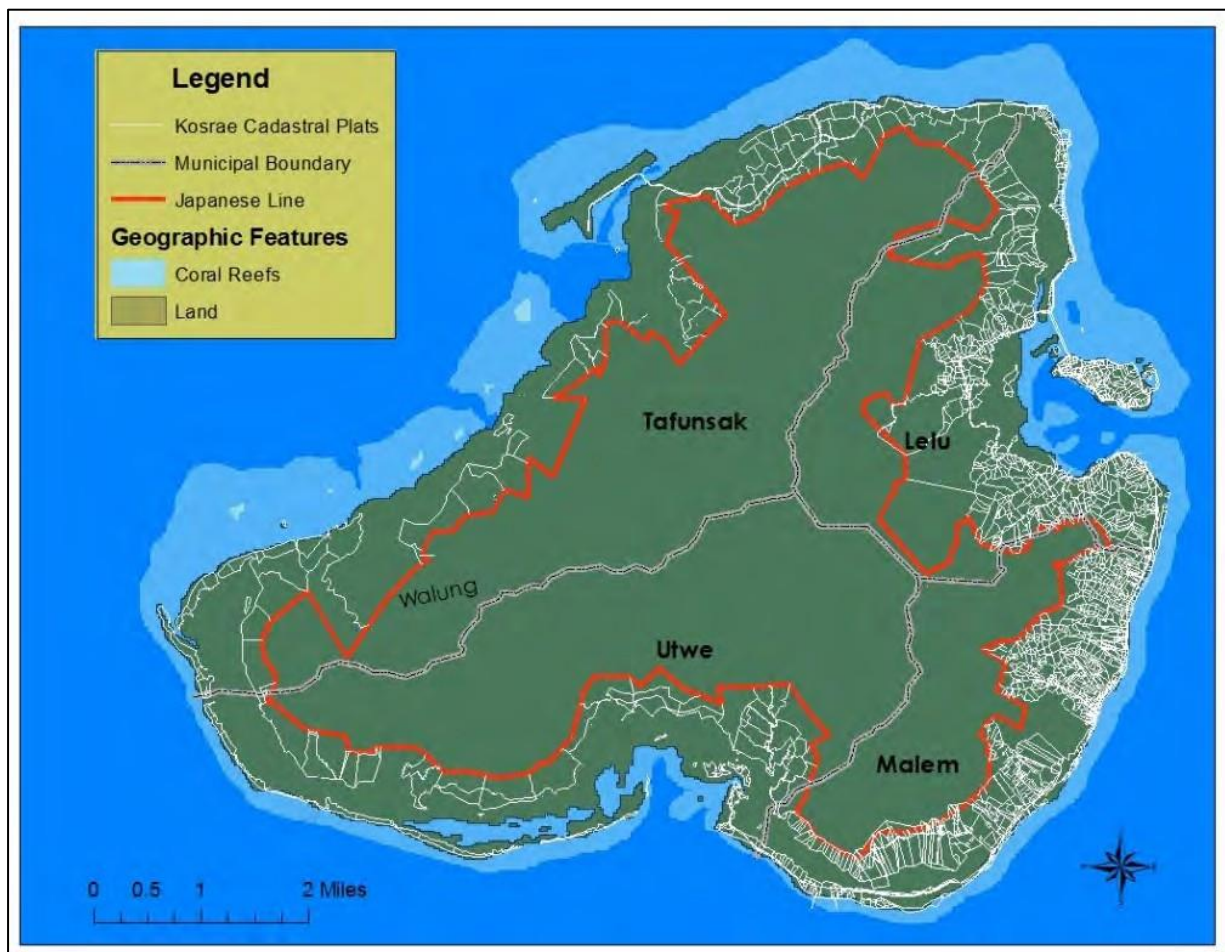 Legend
Kosrae Cadastral Plats
Municipal Boundary
Japanese Line
Geographic Features
Coral Reefs
Land
Tafunsak
Lelu
Walung
Utwe
Malem
0 0.5 1 2 Miles